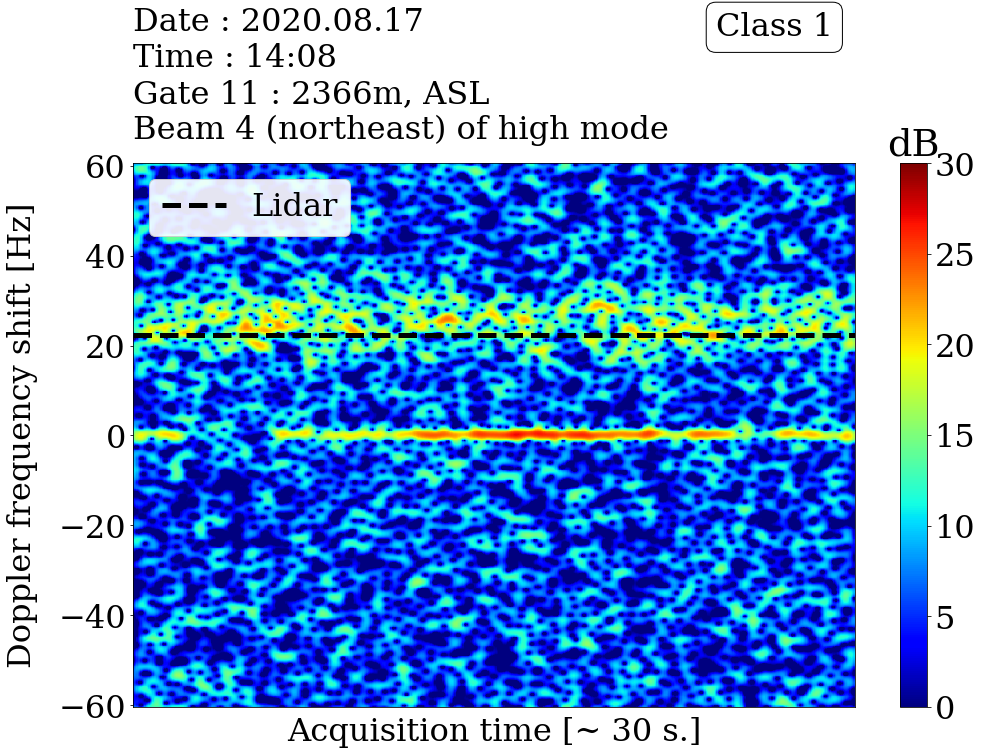 Date : 2020.08.17
Time : 14:08
Gate 11 : 2366m, ASL
Beam 4 (northeast) of high mode
Class 1
dB
Lidar
60
40
20
0
−20
−40
−60
Doppler frequency shift [Hz]
Acquisition time [~ 30 s.]
30
25
20
15
10
5
0